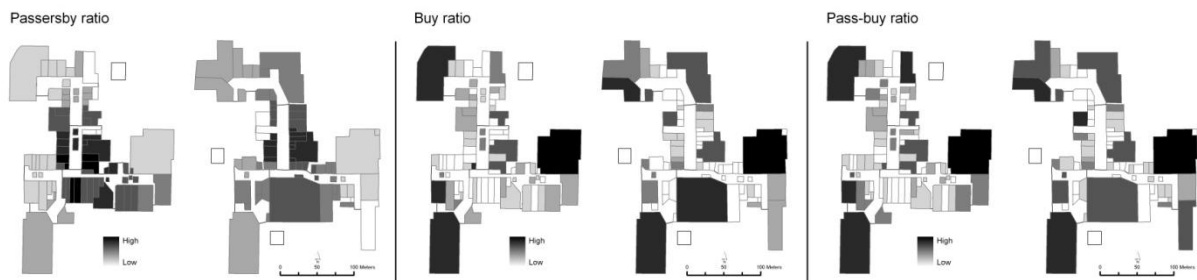 Passersby ratio
High
Low
0 50 100 Meters
Buy ratio
High
Low
0 50 100 Meters
Pass-buy ratio
High
Low
0 50 100 Meters